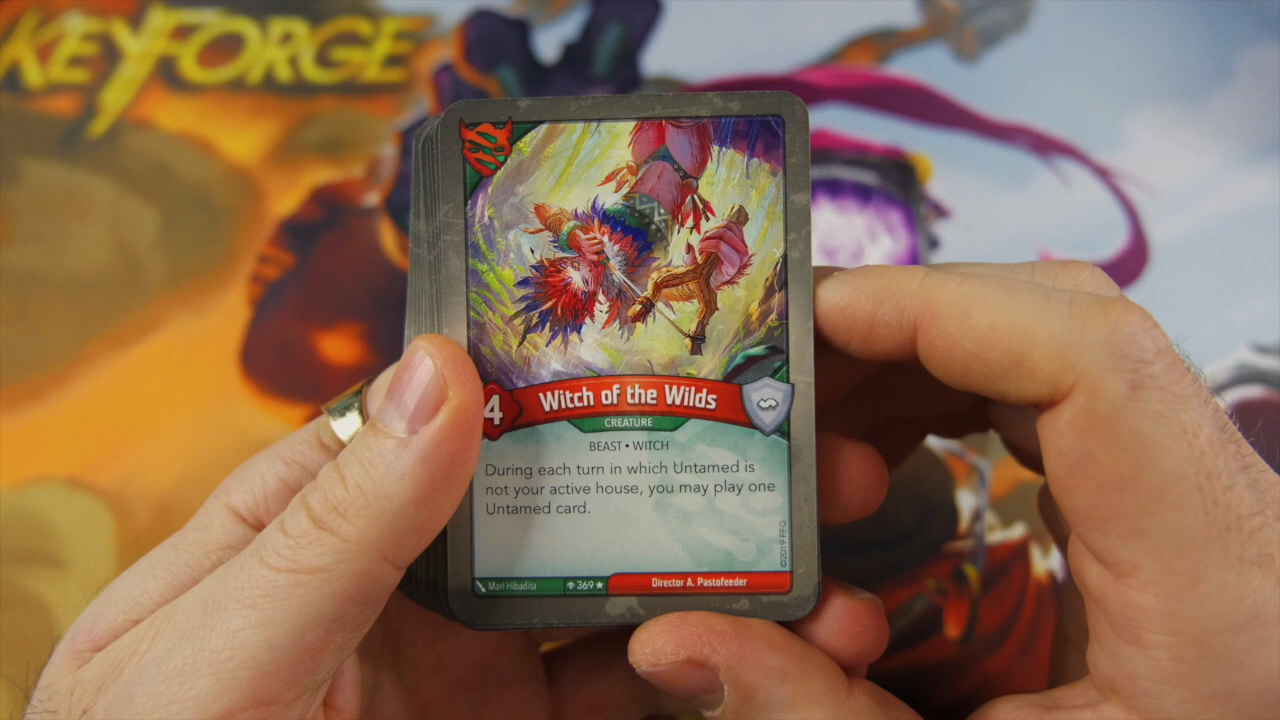 KEYFORGE
4
Witch of the Wilds
CREATURE
BEAST • WITCH
During each turn in which Untamed is
not your active house, you may play one
Untamed card.
©2019 FFG
Marl Hibadita
369
Director A. Pastofeeder